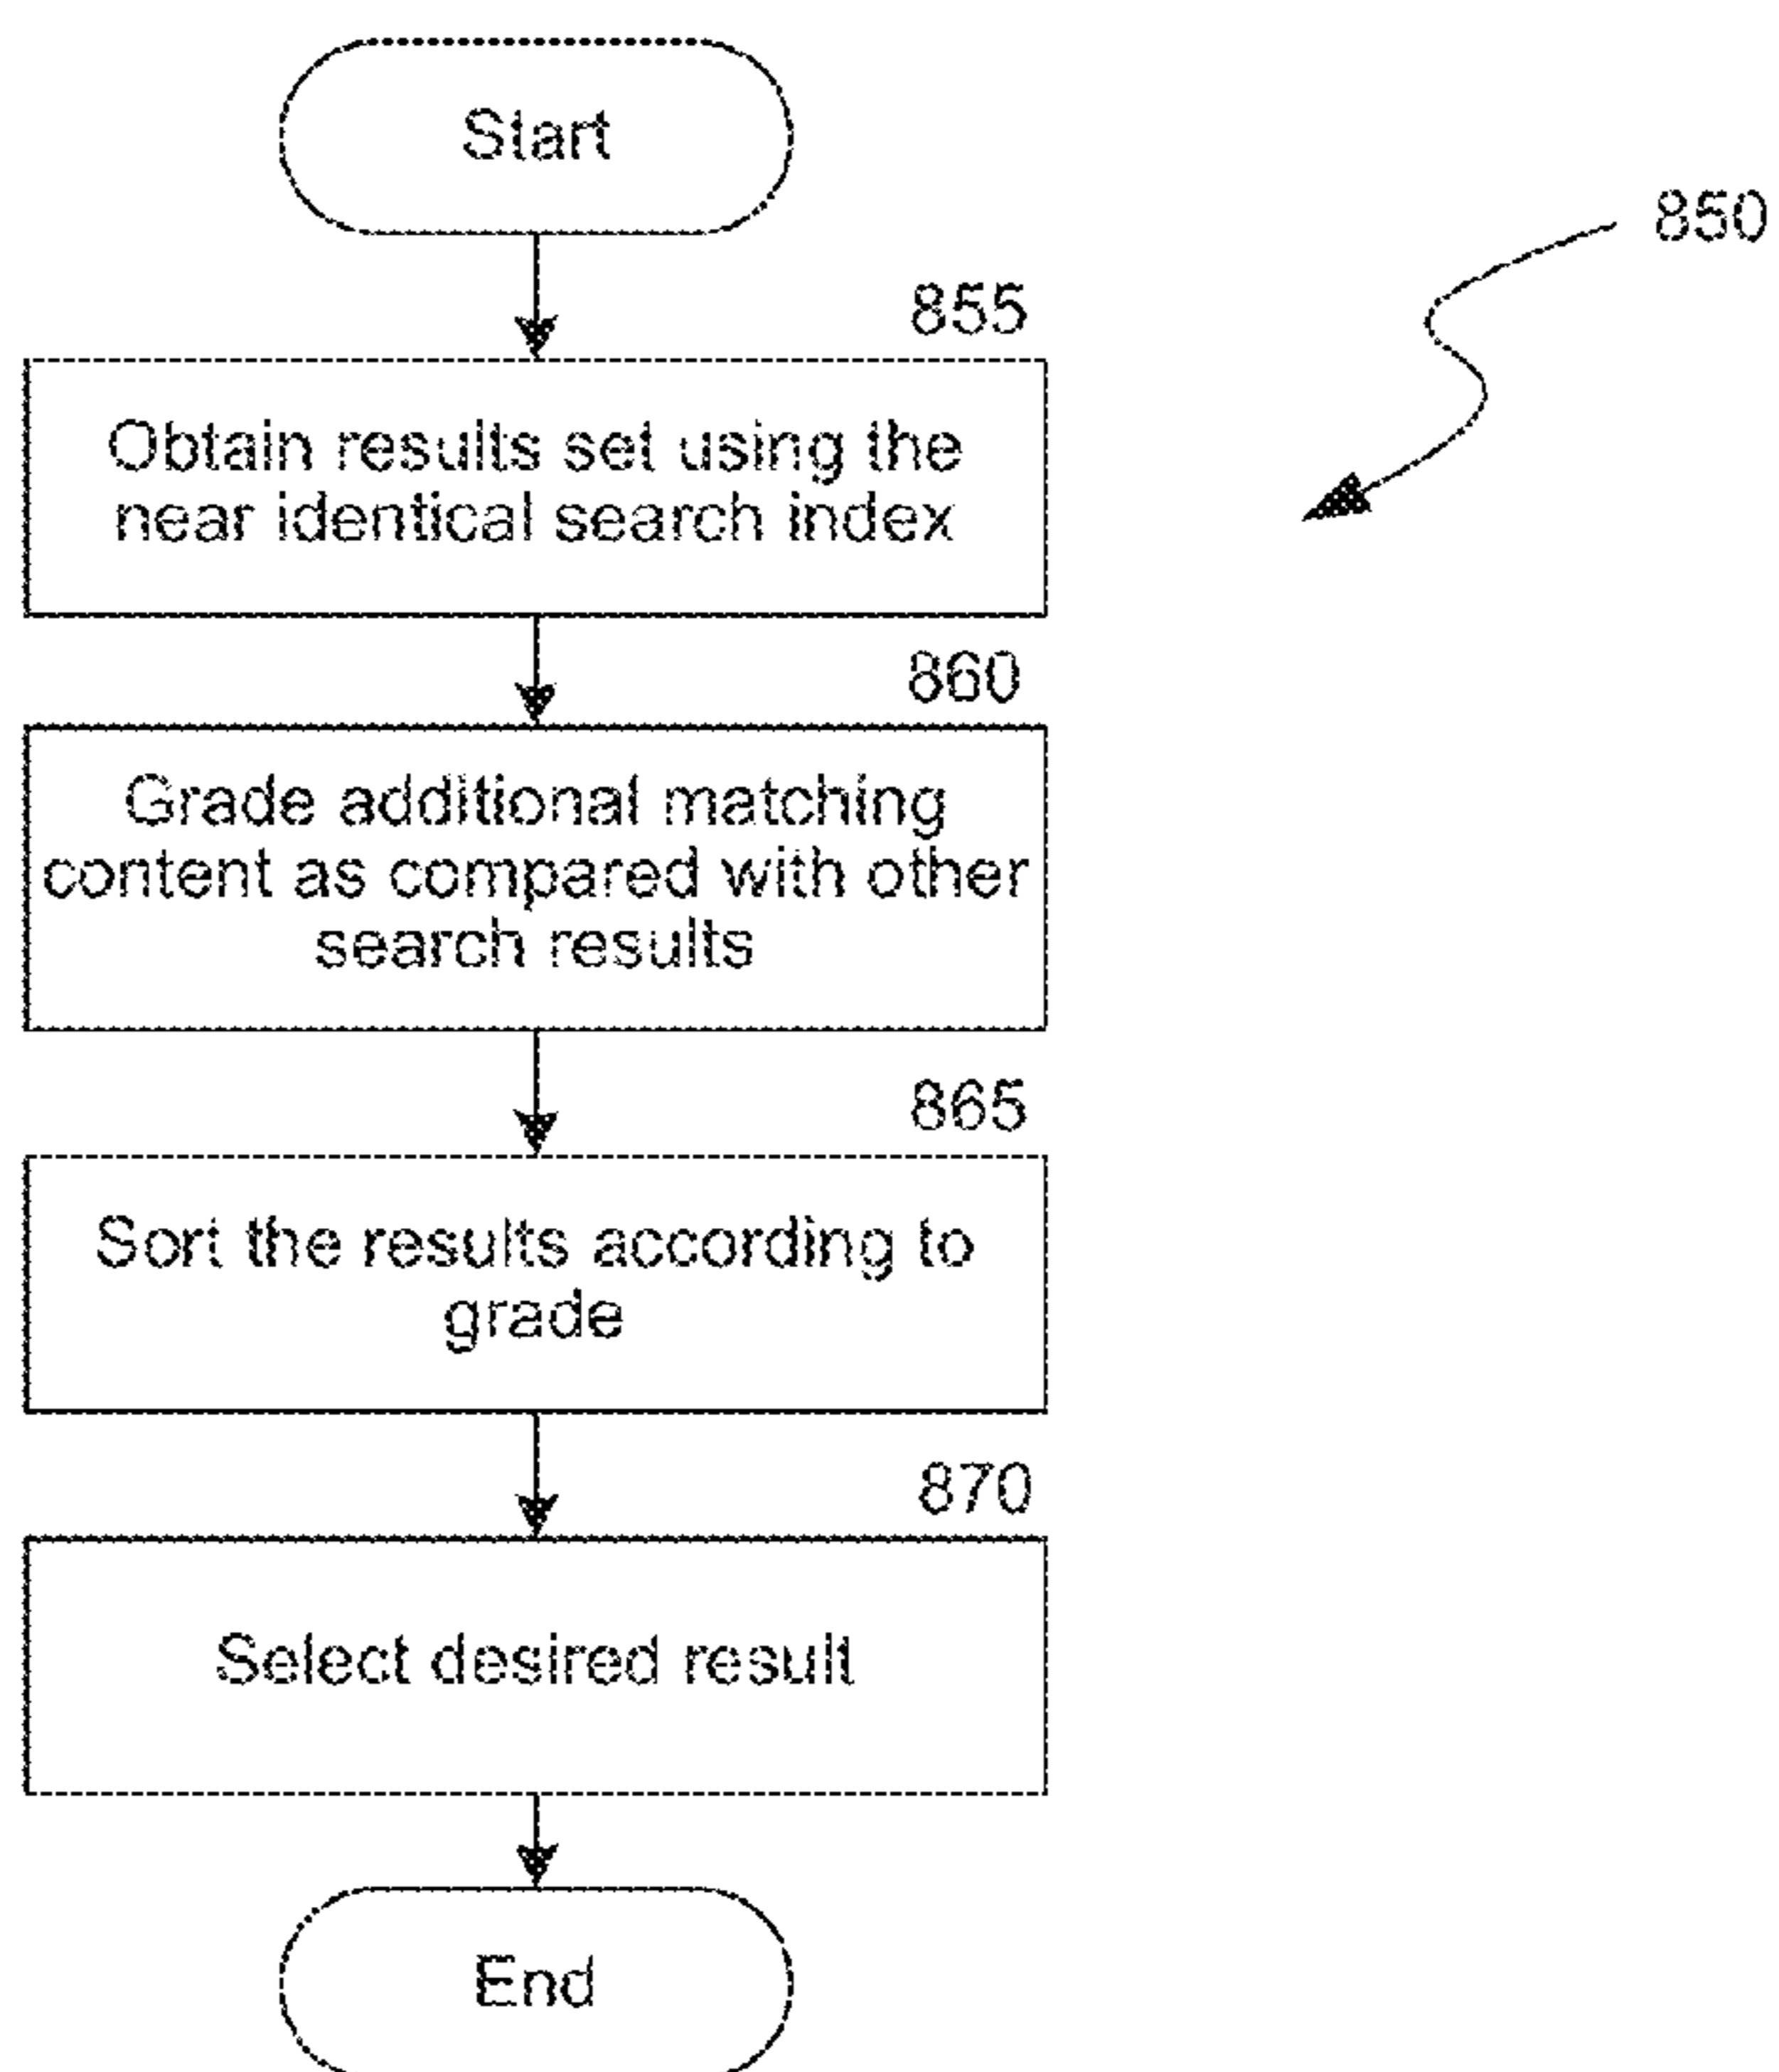 Start
850
855
Obtain results set using the
near identical search index
860
Grade additional matching
content as compared with other
search results
865
Sort the results according to
grade
870
Select desired result
End